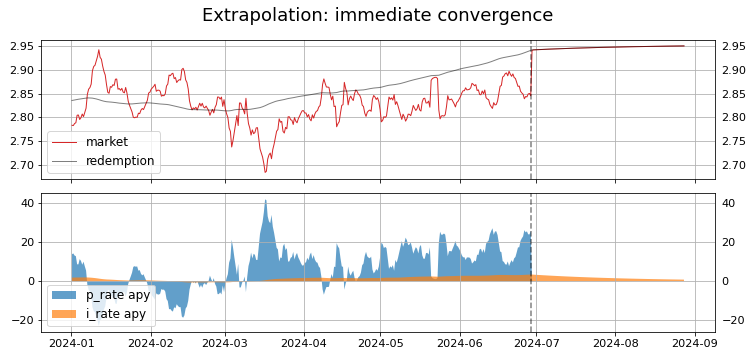 Extrapolation: immediate convergence
2.95 2.95
2.90 2.90
2.85 2.85
2.80 2.80
2.75 2.75
2.70 2.70
market
redemption
40 40
20 20
0 0
−20 −20
p_rate apy
i_rate apy
2024-01 2024-02 2024-03 2024-04 2024-05 2024-06 2024-07 2024-08 2024-09